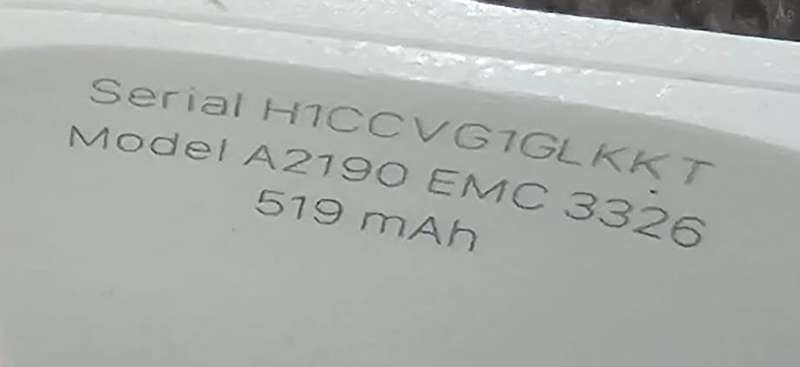 Serial H1CCVG1GLKKT
Model A2190 EMC 3326
519 mAh